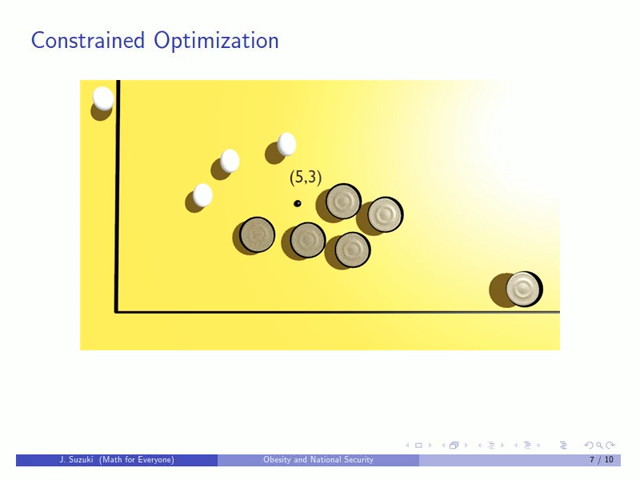 Constrained Optimization
(5,3)
J. Suzuki (Math for Everyone) Obesity and National Security 7 / 10